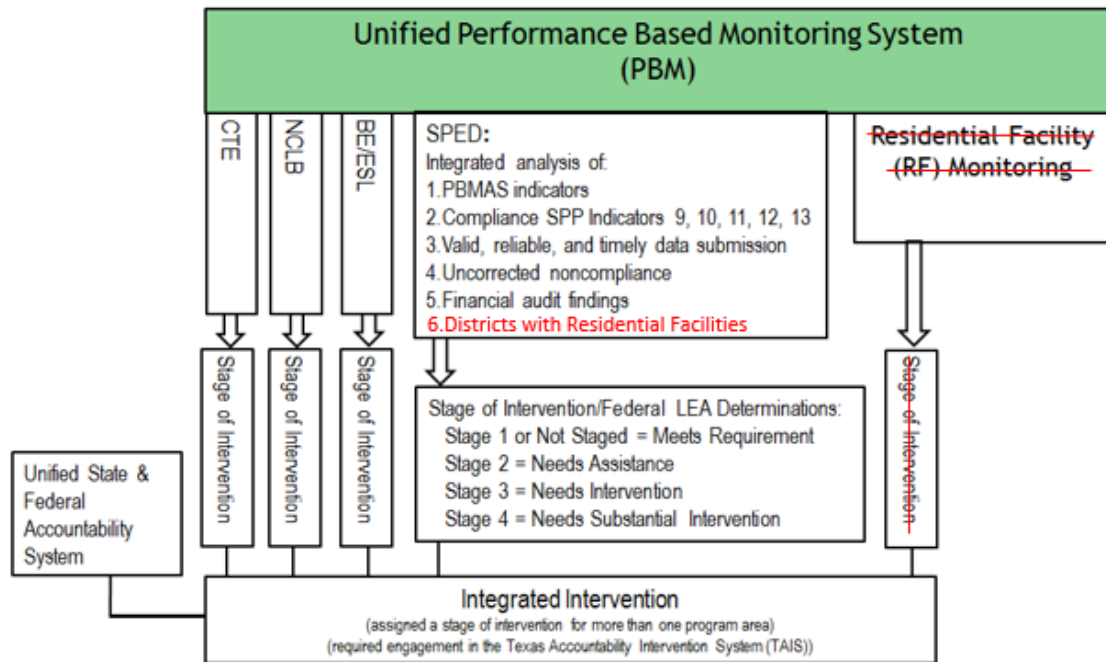 Unified Performance Based Monitoring System
(PBM)
CTE
NCLB
BE/ESL
SPED:
Integrated analysis of:
1.PBMAS indicators
2.Compliance SPP Indicators 9, 10, 11, 12, 13
3.Valid, reliable, and timely data submission
4.Uncorrected noncompliance
5.Financial audit findings
6.Districts with Residential Facilities
Residential Facility
(RF) Monitoring
Stage of Intervention
Stage of Intervention
Stage of Intervention
Stage of Intervention/Federal LEA Determinations:
Stage 1 or Not Staged = Meets Requirement
Stage 2 = Needs Assistance
Stage 3 = Needs Intervention
Stage 4 = Needs Substantial Intervention
Stage of Intervention
Unified State &
Federal
Accountability
System
Integrated Intervention
(assigned a stage of intervention for more than one program area)
(required engagement in the Texas Accountability Intervention System (TAIS))